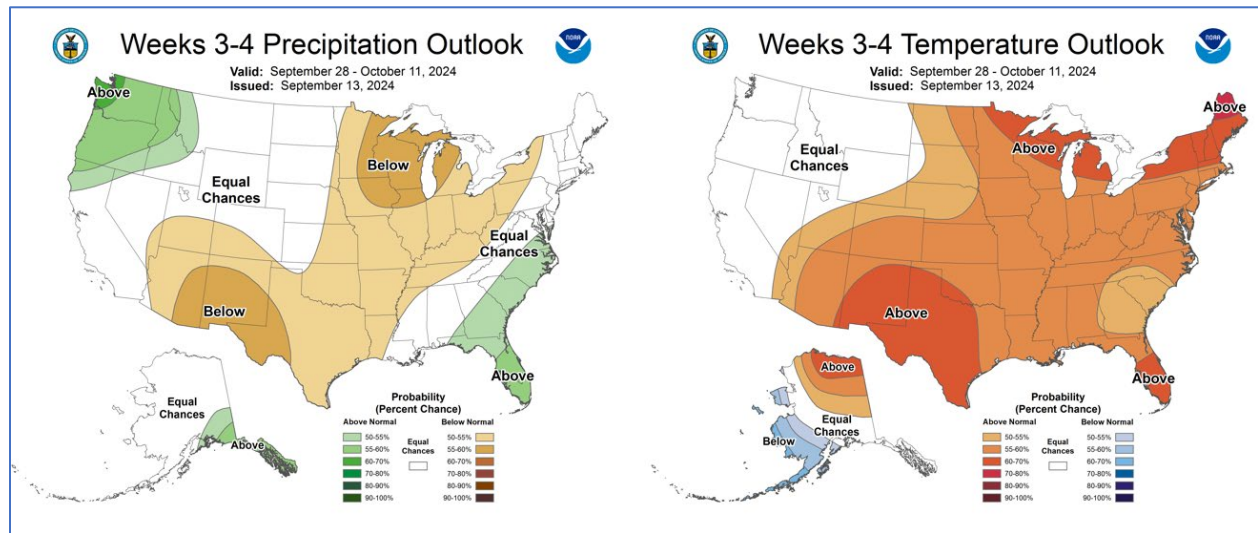 Weeks 3-4 Precipitation Outlook
Valid: September 28 - October 11, 2024
Issued: September 13, 2024
NOAA
Above
Below
Equal
Chances
Equal
Chances
Below
Above
Equal
Chances
Above
Probability
(Percent Chance)
Above Normal
50-55%
55-60%
60-70%
70-80%
80-90%
90-100%
Equal
Chances
Below Normal
50-55%
55-60%
60-70%
70-80%
80-90%
90-100%
Weeks 3-4 Temperature Outlook
Valid: September 28 - October 11, 2024
Issued: September 13, 2024
NOAA
Above
Equal
Chances
Above
Above
Above
Above
Equal
Chances
Below
Probability
(Percent Chance)
Above Normal
50-55%
55-60%
60-70%
70-80%
80-90%
90-100%
Equal
Chances
Below Normal
50-55%
55-60%
60-70%
70-80%
80-90%
90-100%